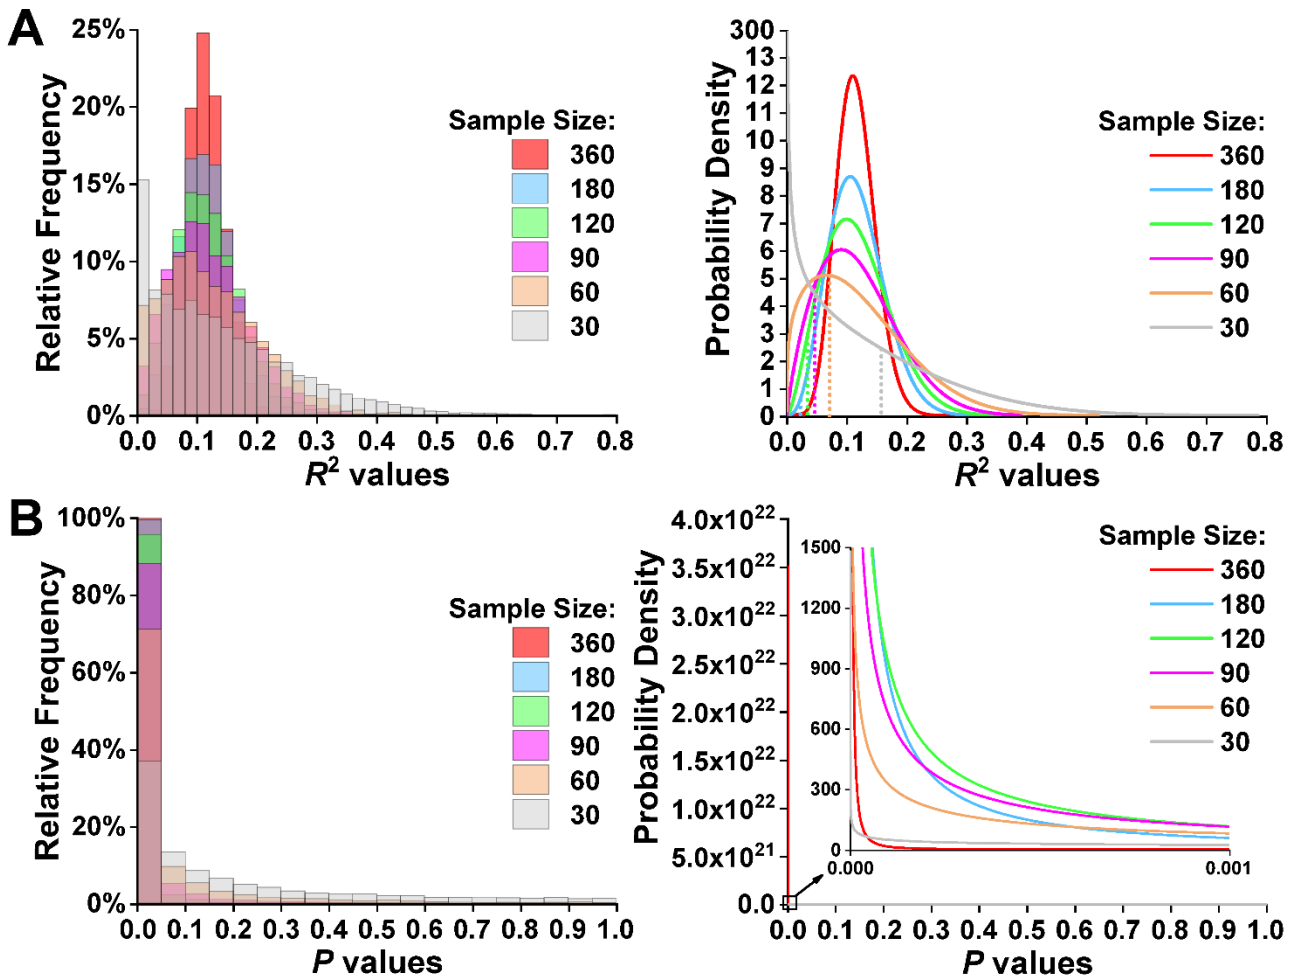 A
25%
20%
15%
10%
5%
0%
Relative Frequency
0.0 0.1 0.2 0.3 0.4 0.5 0.6 0.7 0.8
R² values
Sample Size:
360
180
120
90
60
30
300
13
12
11
10
9
8
7
6
5
4
3
2
1
0
Probability Density
0.0 0.1 0.2 0.3 0.4 0.5 0.6 0.7 0.8
R² values
Sample Size:
360
180
120
90
60
30
B
100%
80%
60%
40%
20%
0%
Relative Frequency
0.0 0.1 0.2 0.3 0.4 0.5 0.6 0.7 0.8 0.9 1.0
P values
Sample Size:
360
180
120
90
60
30
4.0x10²²
3.5x10²²
3.0x10²²
2.5x10²²
2.0x10²²
1.5x10²²
1.0x10²²
5.0x10²¹
0.0
Probability Density
1500
1200
900
600
300
0
0.000 0.001
0.0 0.1 0.2 0.3 0.4 0.5 0.6 0.7 0.8 0.9 1.0
P values
Sample Size:
360
180
120
90
60
30